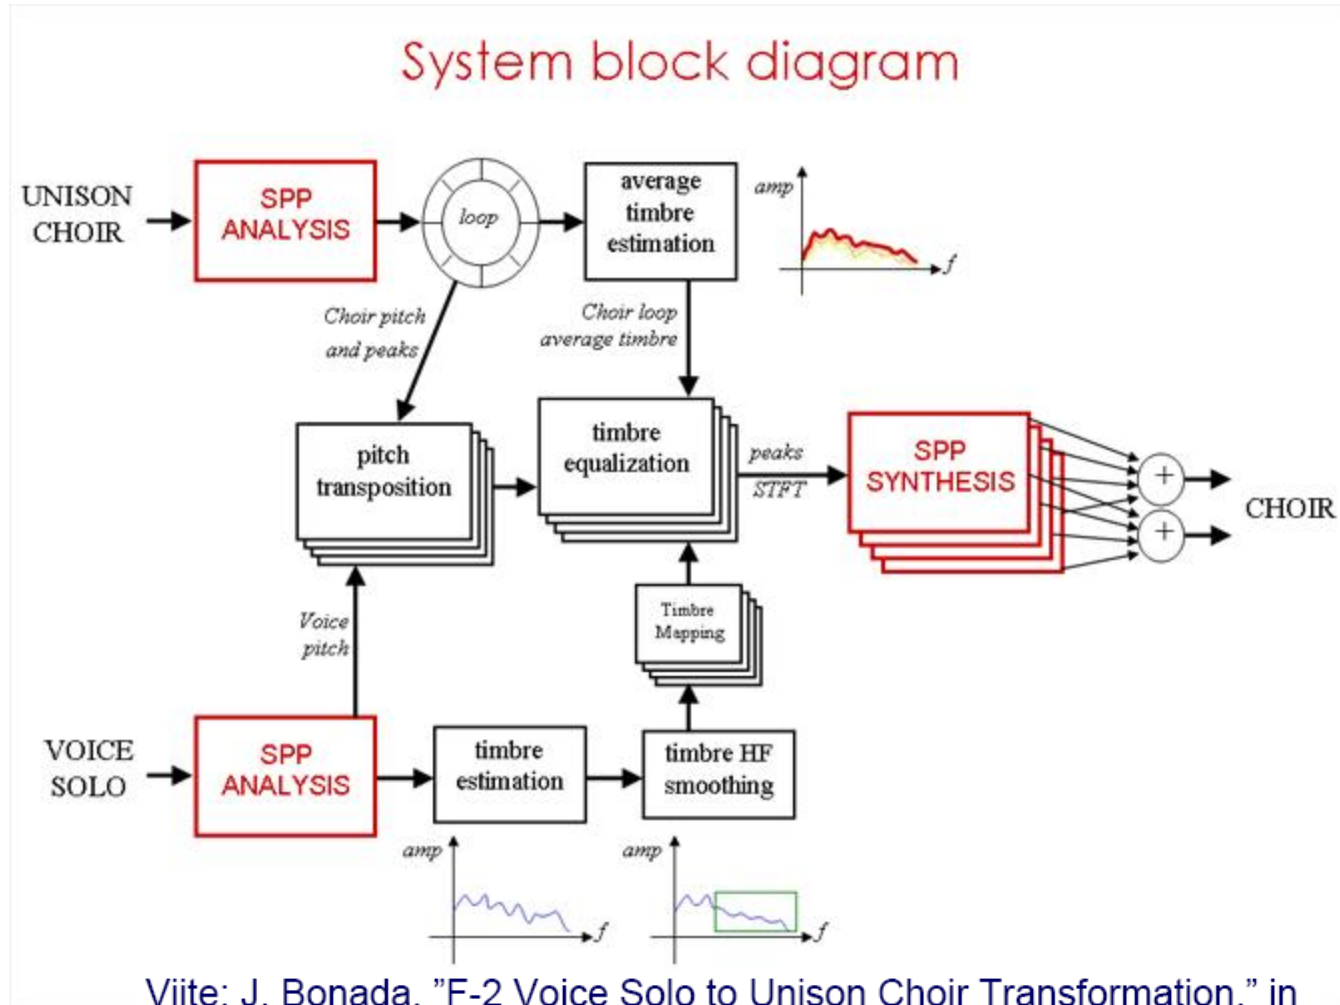 System block diagram
UNISON
CHOIR
SPP
ANALYSIS
loop
average
timbre
estimation
amp
f
Choir pitch
and peaks
Choir loop
average timbre
pitch
transposition
timbre
equalization
peaks
STFT
SPP
SYNTHESIS
+
+
CHOIR
Timbre
Mapping
Voice
pitch
VOICE
SOLO
SPP
ANALYSIS
timbre
estimation
timbre HF
smoothing
amp
f
amp
f
Viite: J. Bonada, ”F-2 Voice Solo to Unison Choir Transformation,” in